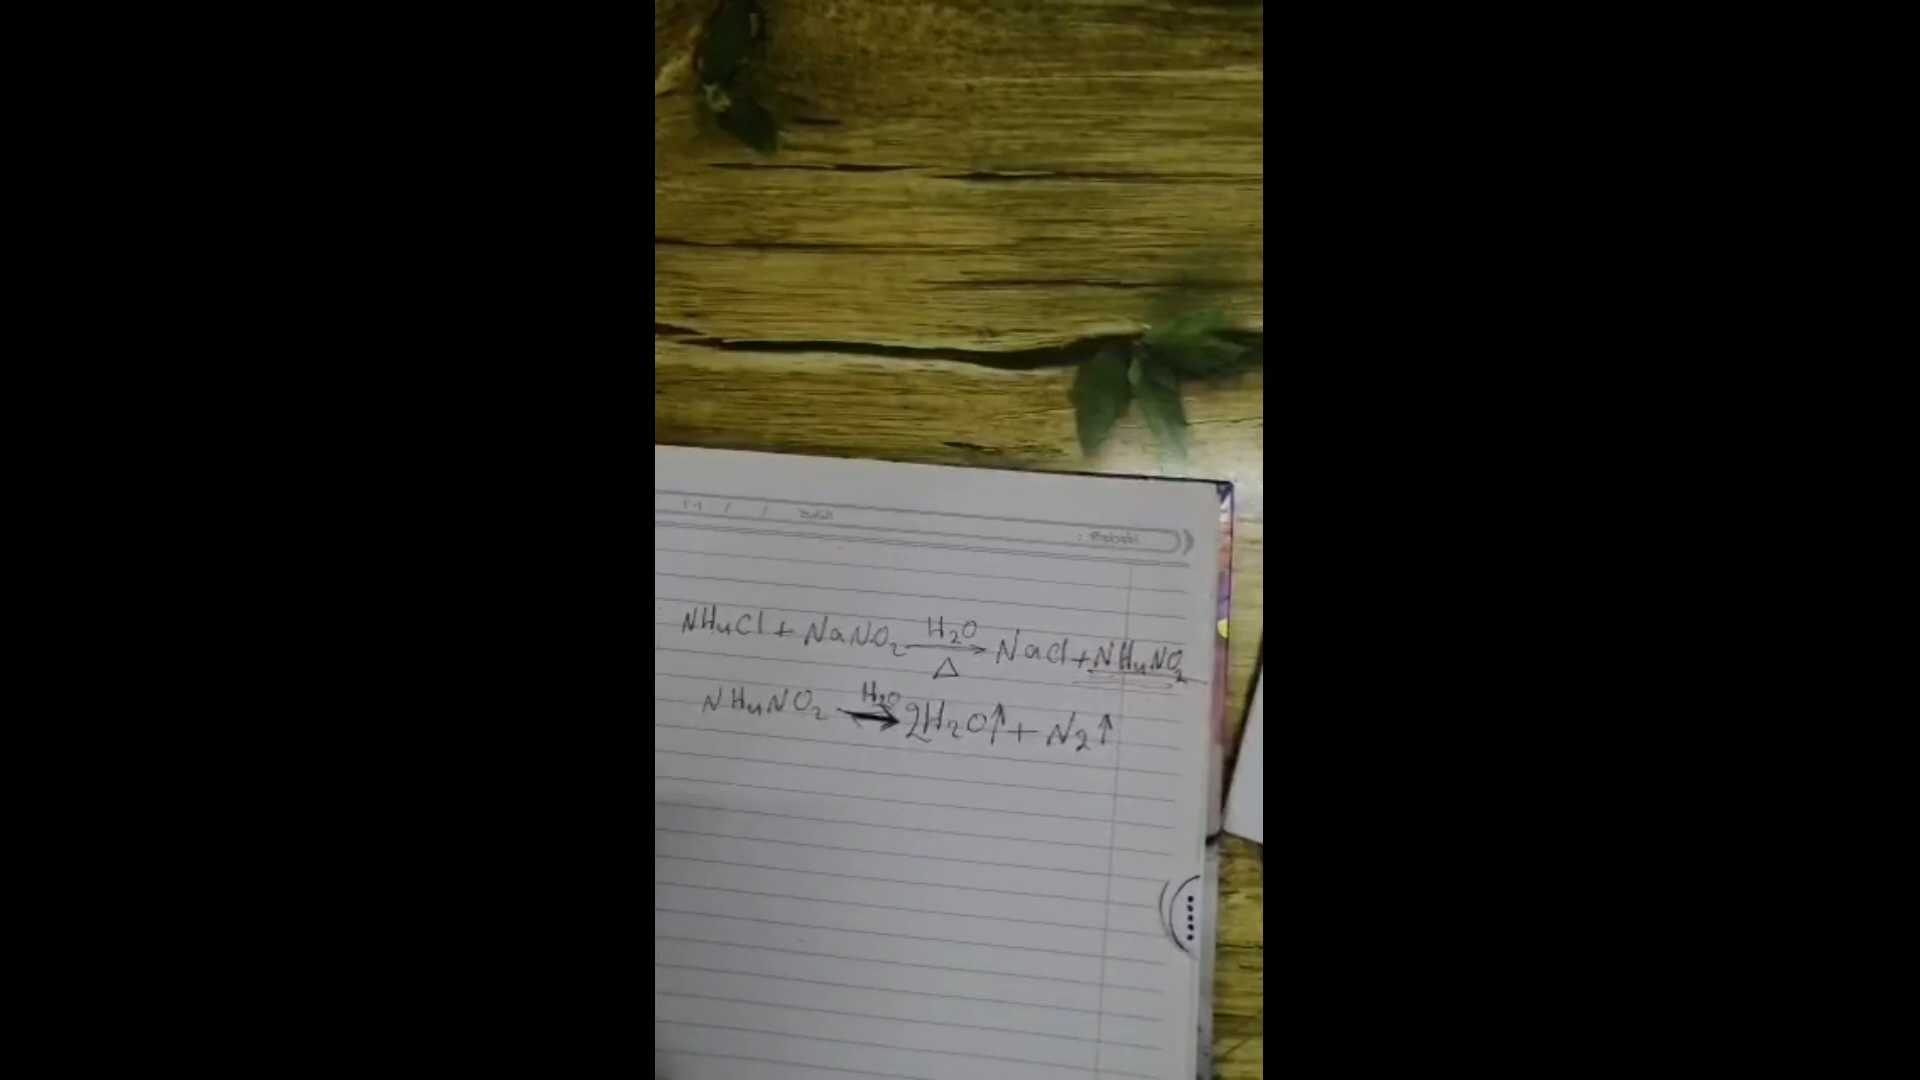 NH4Cl + NaNO2 H2O→Δ NaCl + NH4NO2
NH4NO2 H2O→ 2H2O↑ + N2↑